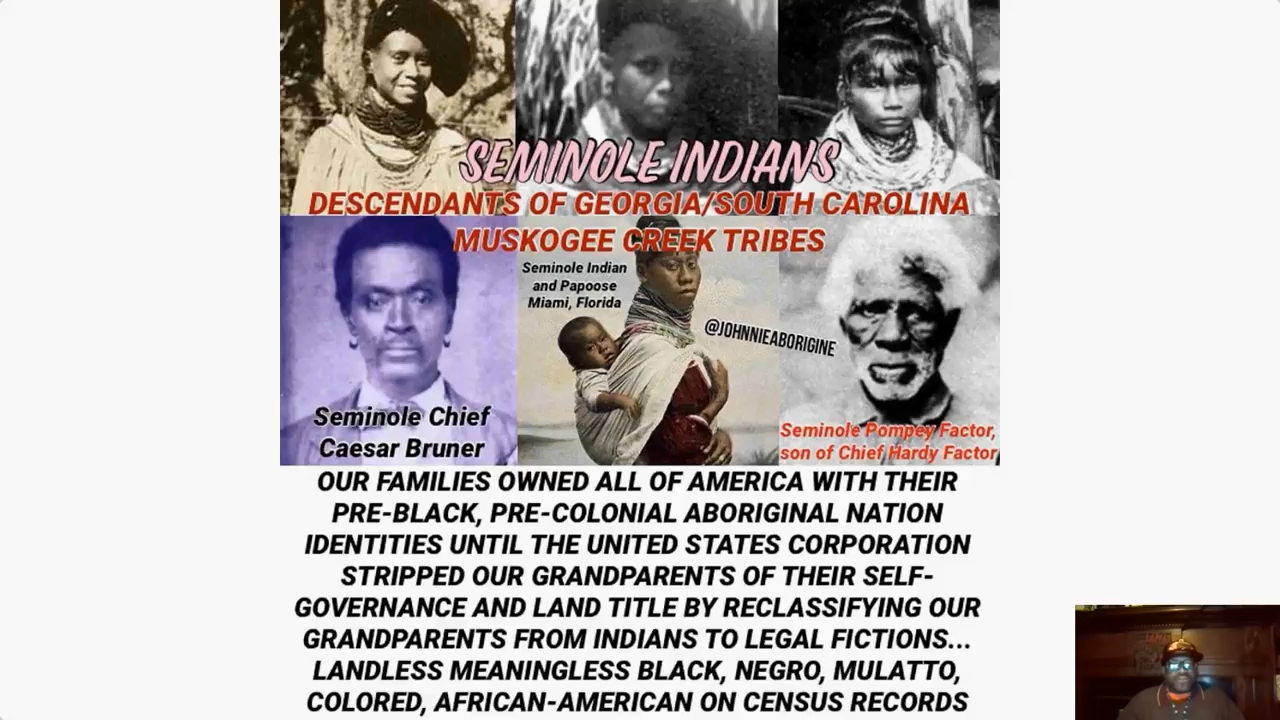 SEMINOLE INDIANS
DESCENDANTS OF GEORGIA/SOUTH CAROLINA
MUSKOGEE CREEK TRIBES
Seminole Indian
and Papoose
Miami, Florida
@JOHNNIEABORIGINE
Seminole Chief
Caesar Bruner
Seminole Pompey Factor,
son of Chief Hardy Factor
OUR FAMILIES OWNED ALL OF AMERICA WITH THEIR
PRE-BLACK, PRE-COLONIAL ABORIGINAL NATION
IDENTITIES UNTIL THE UNITED STATES CORPORATION
STRIPPED OUR GRANDPARENTS OF THEIR SELF-
GOVERNANCE AND LAND TITLE BY RECLASSIFYING OUR
GRANDPARENTS FROM INDIANS TO LEGAL FICTIONS...
LANDLESS MEANINGLESS BLACK, NEGRO, MULATTO,
COLORED, AFRICAN-AMERICAN ON CENSUS RECORDS